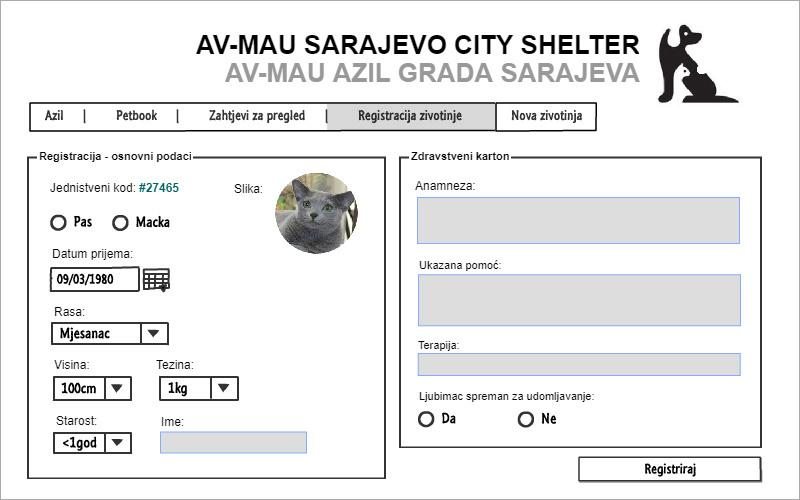 AV-MAU SARAJEVO CITY SHELTER
AV-MAU AZIL GRADA SARAJEVA
Azil | Petbook | Zahtjevi za pregled | Registracija zivotinje Nova zivotinja
Registracija - osnovni podaci
Jednistveni kod: #27465 Slika:
Pas Macka
Datum prijema:
09/03/1980
Rasa:
Mjesanac
Visina: Tezina:
100cm 1kg
Starost: Ime:
<1god
Zdravstveni karton
Anamneza:
Ukazana pomoć:
Terapija:
Ljubimac spreman za udomljavanje:
Da Ne
Registriraj